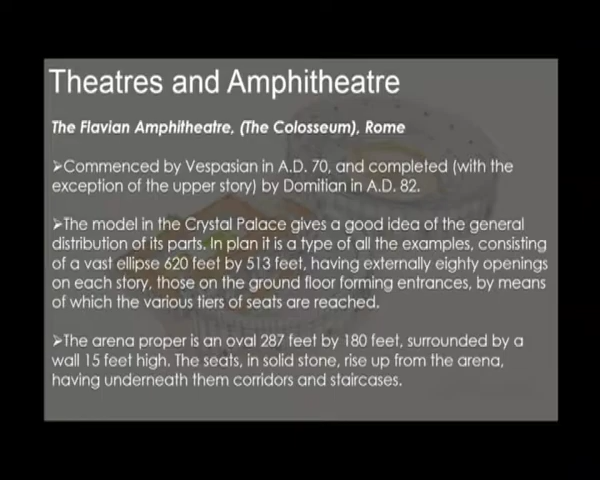 Theatres and Amphitheatre
The Flavian Amphitheatre, (The Colosseum), Rome
➢Commenced by Vespasian in A.D. 70, and completed (with the
exception of the upper story) by Domitian in A.D. 82.
➢The model in the Crystal Palace gives a good idea of the general
distribution of its parts. In plan it is a type of all the examples, consisting
of a vast ellipse 620 feet by 513 feet, having externally eighty openings
on each story, those on the ground floor forming entrances, by means
of which the various tiers of seats are reached.
➢The arena proper is an oval 287 feet by 180 feet, surrounded by a
wall 15 feet high. The seats, in solid stone, rise up from the arena,
having underneath them corridors and staircases.